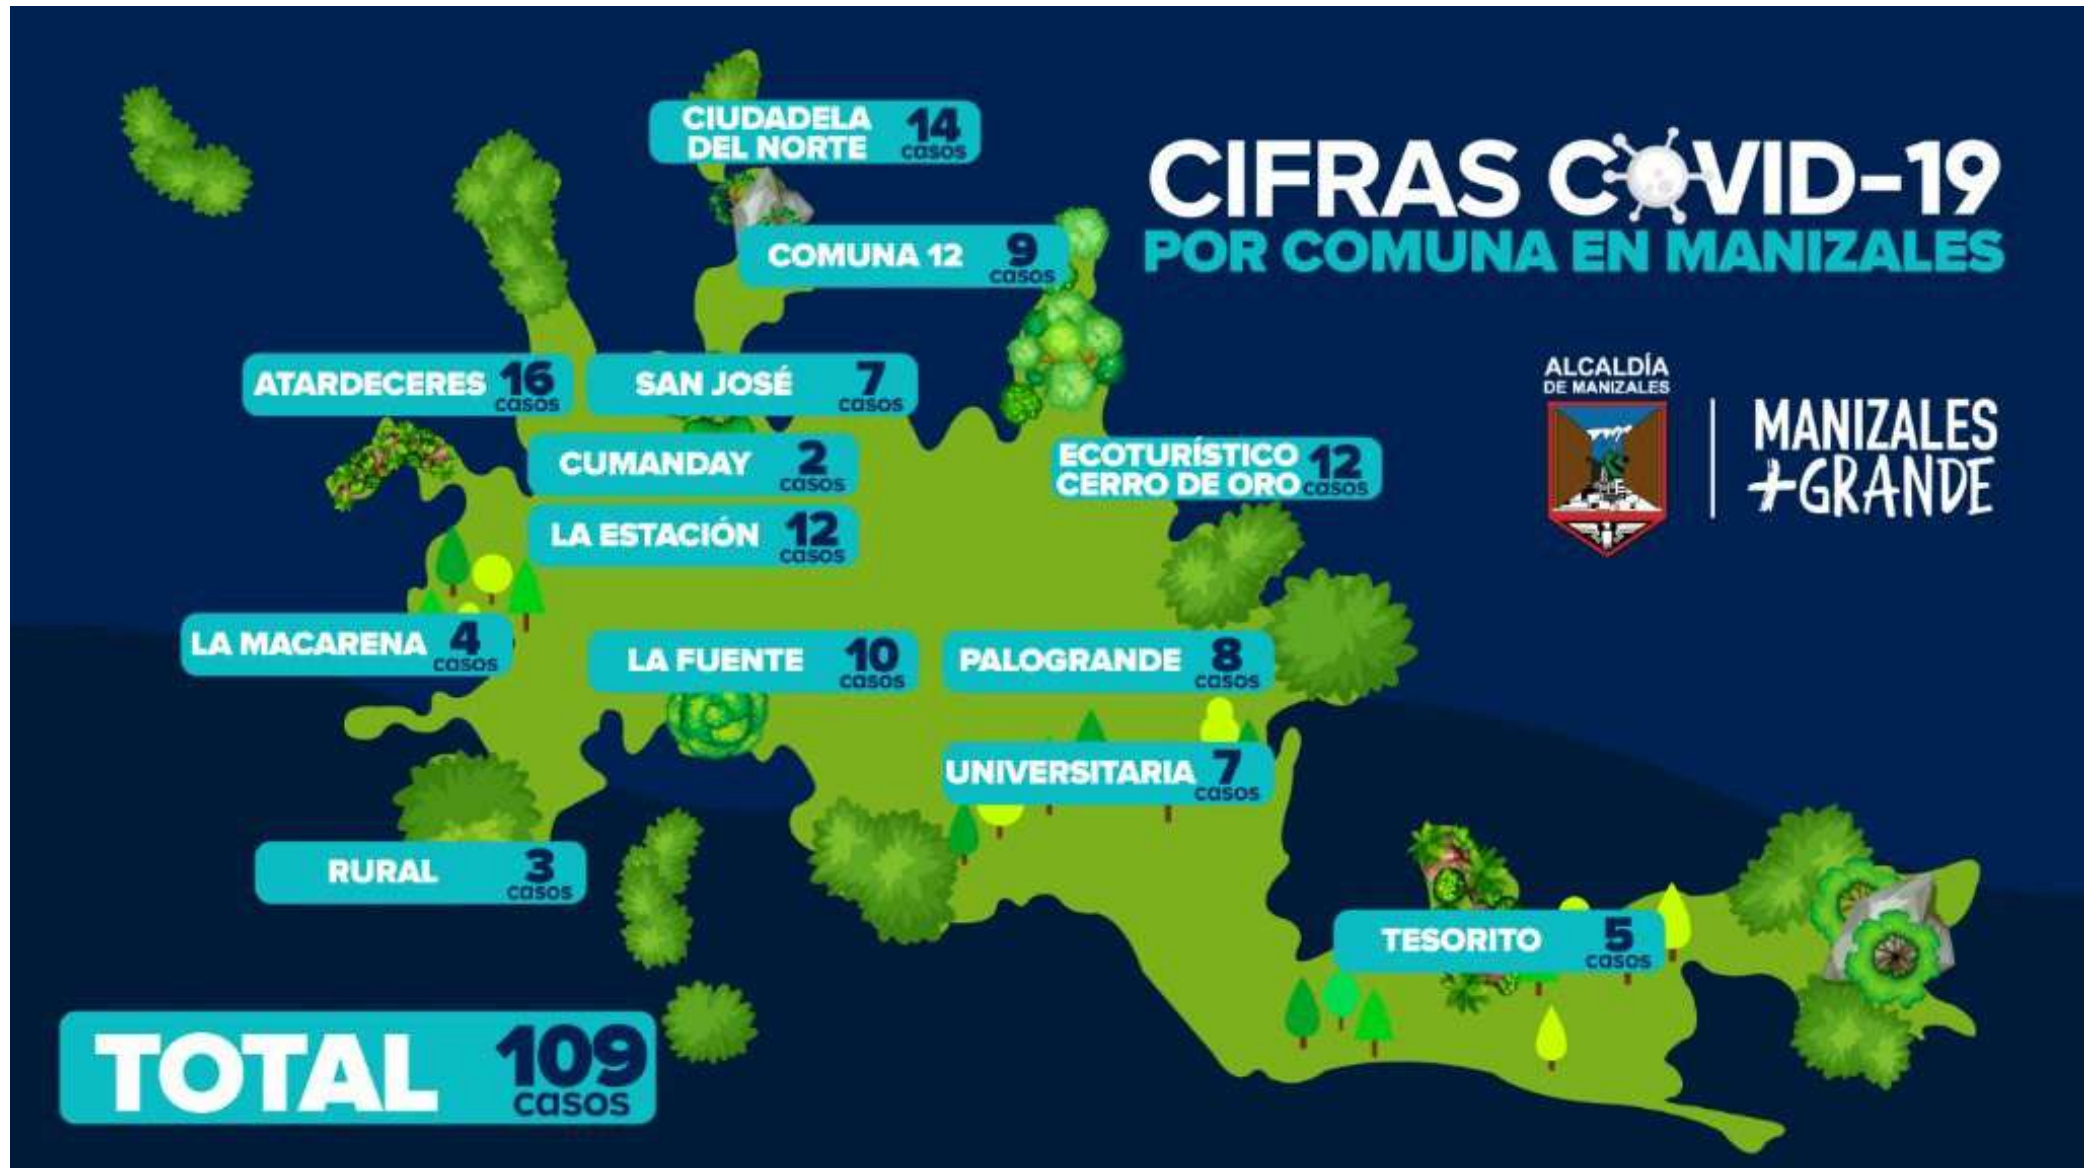 CIUDADELA
DEL NORTE
14
casos
CIFRAS COVID-19
POR COMUNA EN MANIZALES
COMUNA 12
9
casos
ATARDECERES
16
casos
SAN JOSÉ
7
casos
ALCALDÍA
DE MANIZALES
MANIZALES
+GRANDE
CUMANDAY
2
casos
ECOTURÍSTICO
CERRO DE ORO
12
casos
LA ESTACIÓN
12
casos
LA MACARENA
4
casos
LA FUENTE
10
casos
PALOGRANDE
8
casos
UNIVERSITARIA
7
casos
RURAL
3
casos
TESORITO
5
casos
TOTAL
109
casos